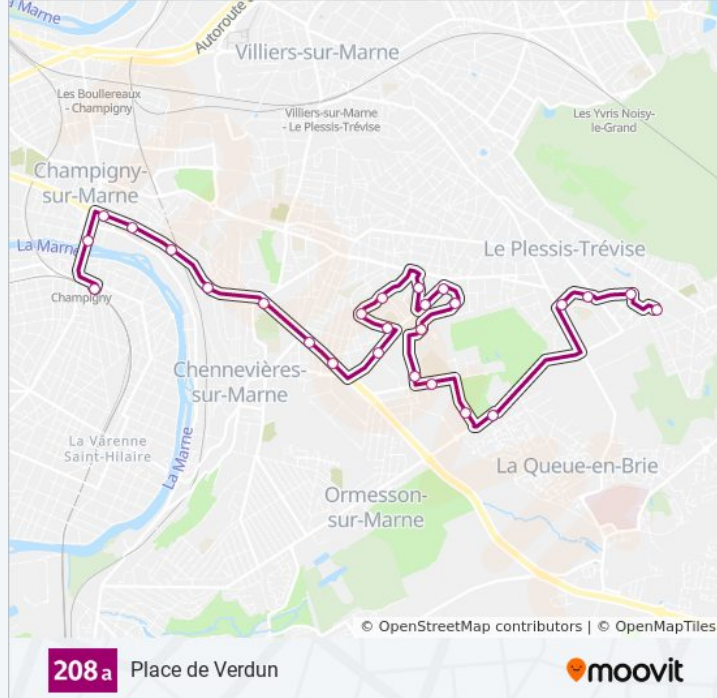 a Marne
Autoroute
Villiers-sur-Marne
Les Boullereaux
- Champigny
Villiers-sur-Marne
- Le Plessis-Trévise
Les Yvris Noisy-
le-Grand
Champigny-
sur-Marne
La Marne
Le Plessis-Trévise
Champigny
Chennevières-
sur-Marne
La Varenne
Saint-Hilaire
La Marne
La Queue-en-Brie
Ormesson-
sur-Marne
© OpenStreetMap contributors | © OpenMapTiles
208a
Place de Verdun
moovit